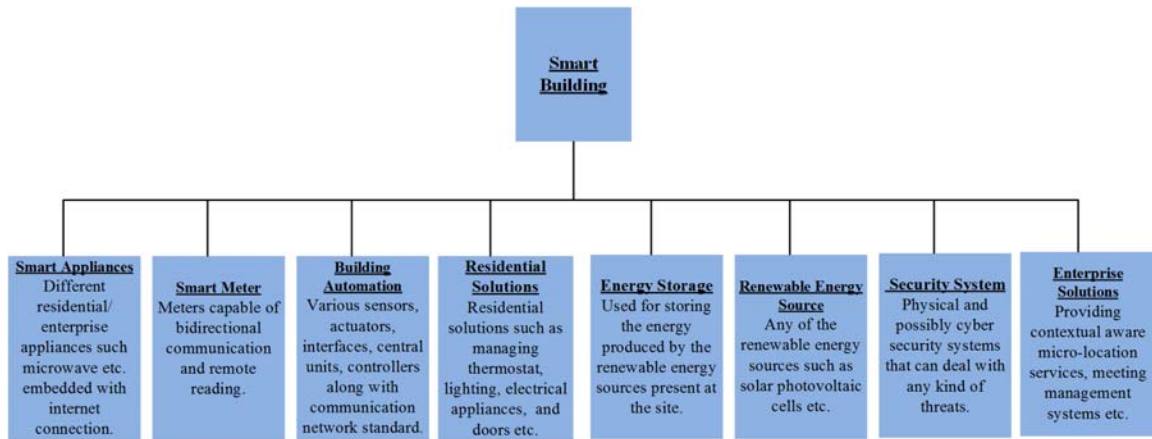 Smart
Building
Smart Appliances
Different
residential/
enterprise
appliances such
microwave etc.
embedded with
internet
connection.
Smart Meter
Meters capable of
bidirectional
communication
and remote
reading.
Building
Automation
Various sensors,
actuators,
interfaces, central
units, controllers
along with
communication
network standard.
Residential
Solutions
Residential
solutions such as
managing
thermostat,
lighting, electrical
appliances, and
doors etc.
Energy Storage
Used for storing
the energy
produced by the
renewable energy
sources present at
the site.
Renewable Energy
Source
Any of the
renewable energy
sources such as
solar photovoltaic
cells etc.
Security System
Physical and
possibly cyber
security systems
that can deal with
any kind of
threats.
Enterprise
Solutions
Providing
contextual aware
micro-location
services, meeting
management
systems etc.